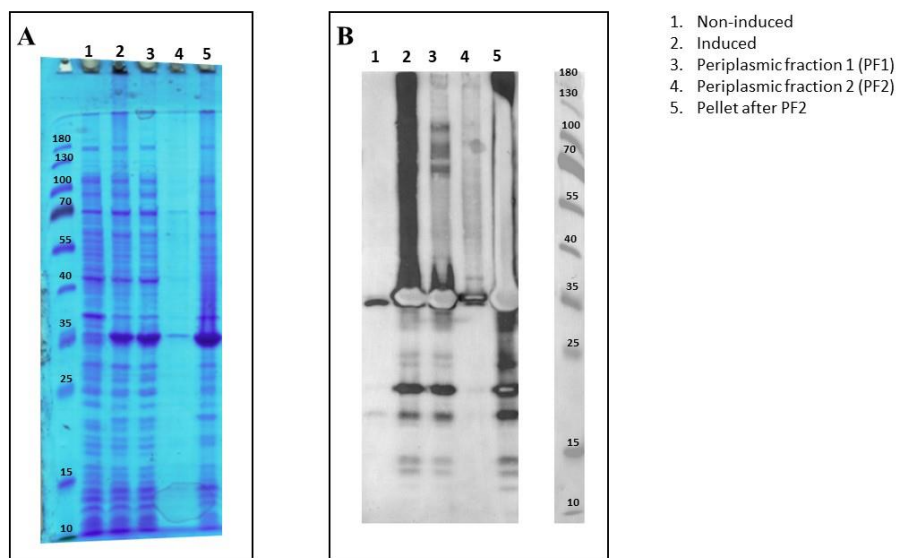 A
1 2 3 4 5
180
130
100
70
55
40
35
25
15
10
B
1 2 3 4 5
180
130
100
70
55
40
35
25
15
10
1. Non-induced
2. Induced
3. Periplasmic fraction 1 (PF1)
4. Periplasmic fraction 2 (PF2)
5. Pellet after PF2